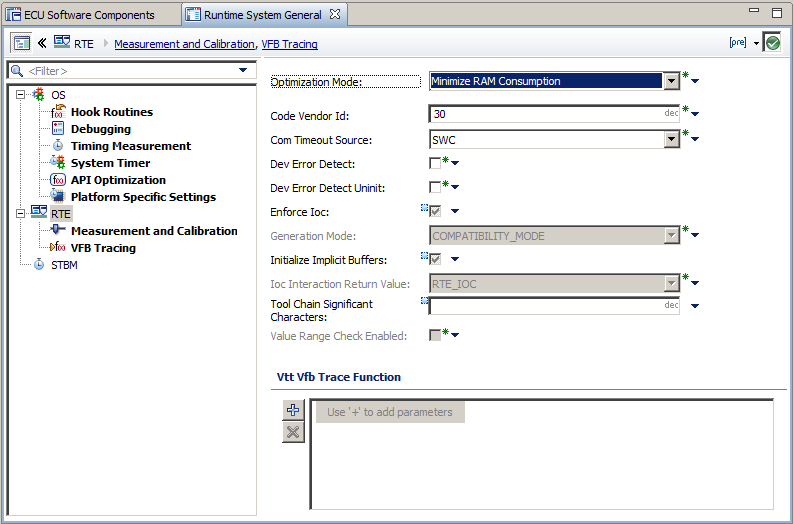 ECU Software Components
Runtime System General
RTE
Measurement and Calibration, VFB Tracing
[pre]
<Filter>
OS
Hook Routines
Debugging
Timing Measurement
System Timer
API Optimization
Platform Specific Settings
RTE
Measurement and Calibration
VFB Tracing
STBM
Optimization Mode: Minimize RAM Consumption
Code Vendor Id: 30 dec
Com Timeout Source: SWC
Dev Error Detect:
Dev Error Detect Uninit:
Enforce Ioc:
Generation Mode: COMPATIBILITY_MODE
Initialize Implicit Buffers:
Ioc Interaction Return Value: RTE_IOC
Tool Chain Significant dec
Characters:
Value Range Check Enabled:
Vtt Vfb Trace Function
Use '+' to add parameters